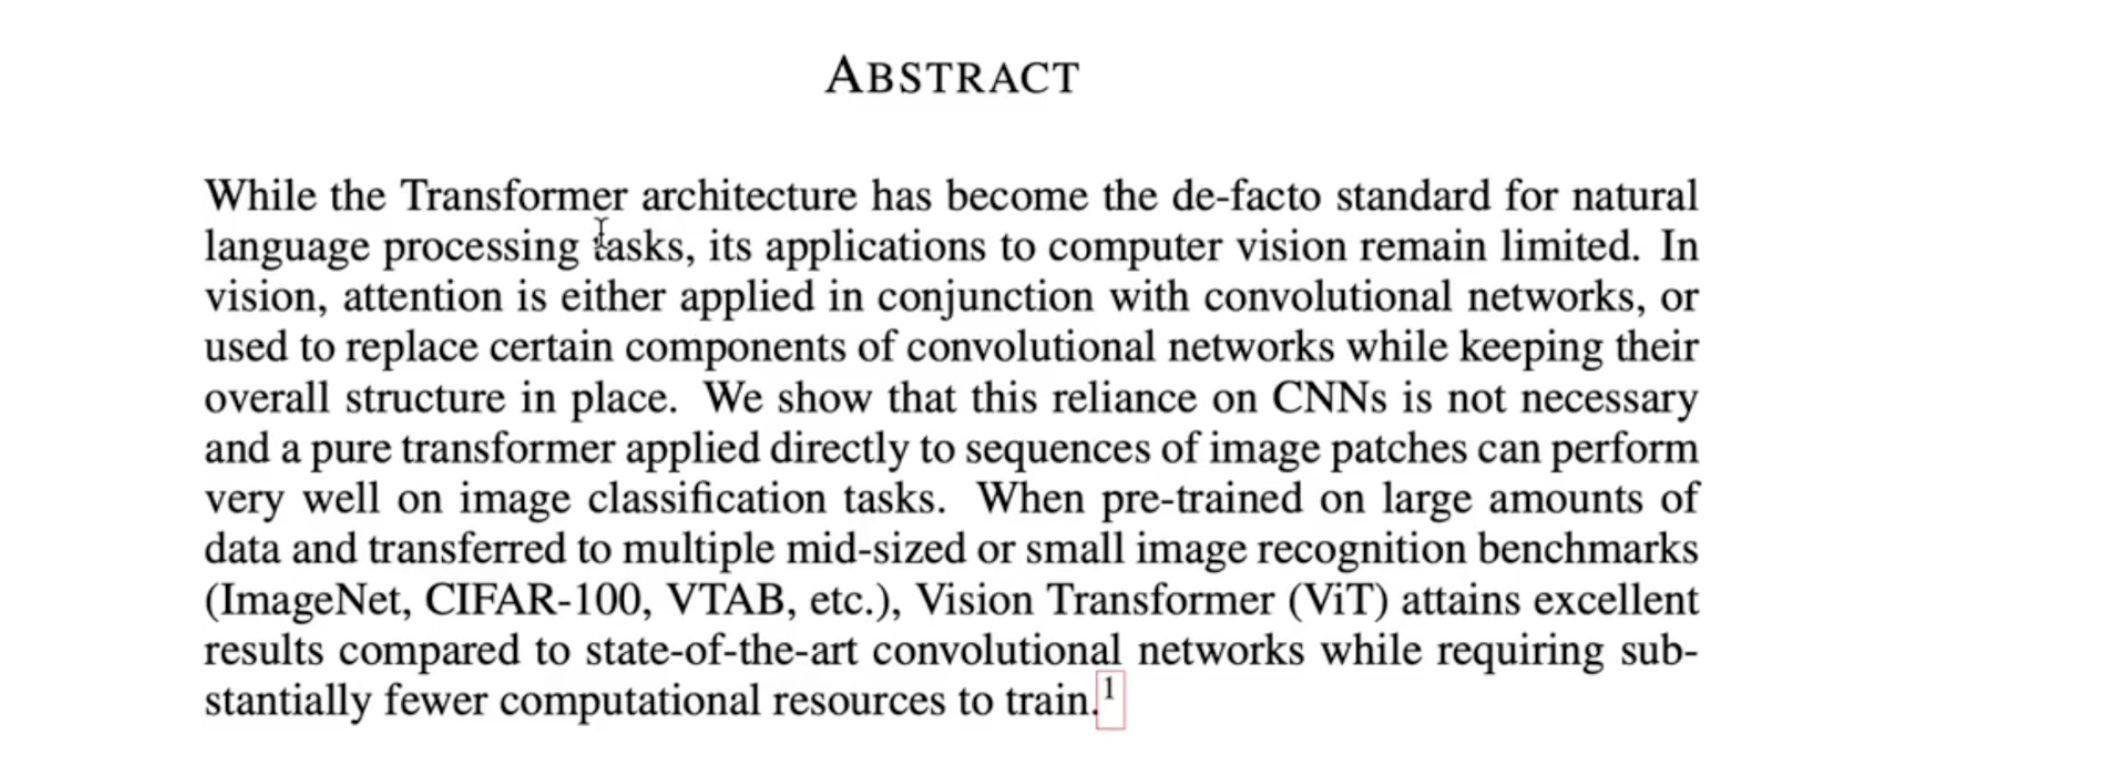 ABSTRACT
While the Transformer architecture has become the de-facto standard for natural
language processing tasks, its applications to computer vision remain limited. In
vision, attention is either applied in conjunction with convolutional networks, or
used to replace certain components of convolutional networks while keeping their
overall structure in place. We show that this reliance on CNNs is not necessary
and a pure transformer applied directly to sequences of image patches can perform
very well on image classification tasks. When pre-trained on large amounts of
data and transferred to multiple mid-sized or small image recognition benchmarks
(ImageNet, CIFAR-100, VTAB, etc.), Vision Transformer (ViT) attains excellent
results compared to state-of-the-art convolutional networks while requiring sub-
stantially fewer computational resources to train.1